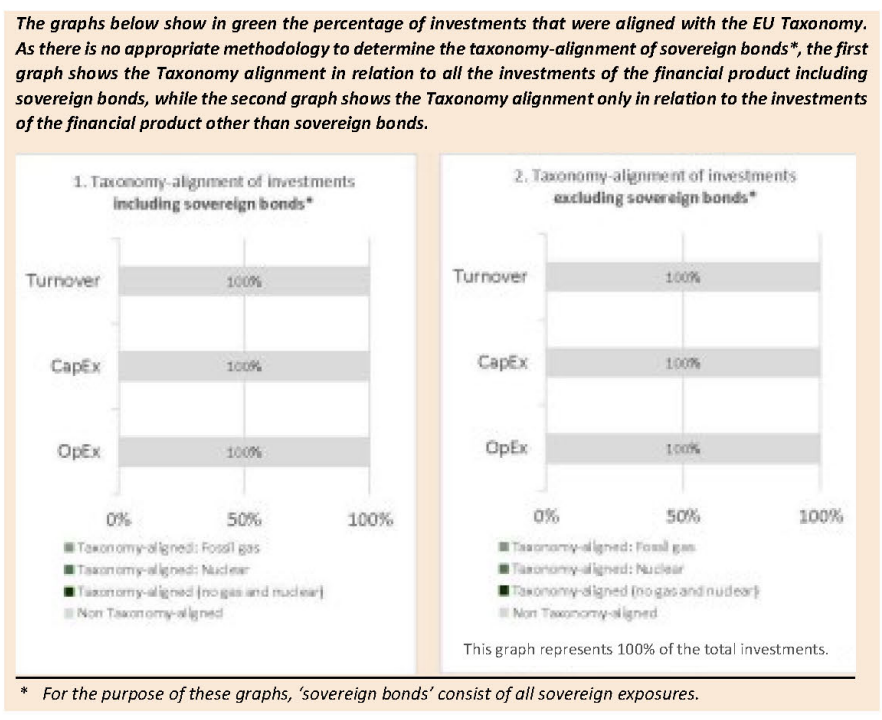 The graphs below show in green the percentage of investments that were aligned with the EU Taxonomy.
As there is no appropriate methodology to determine the taxonomy-alignment of sovereign bonds*, the first
graph shows the Taxonomy alignment in relation to all the investments of the financial product including
sovereign bonds, while the second graph shows the Taxonomy alignment only in relation to the investments
of the financial product other than sovereign bonds.
1. Taxonomy-alignment of investments
including sovereign bonds*
Turnover
100%
CapEx
100%
OpEx
100%
0% 50% 100%
Taxonomy-aligned: Fossil gas
Taxonomy-aligned: Nuclear
Taxonomy-aligned (no gas and nuclear)
Non Taxonomy-aligned
2. Taxonomy-alignment of investments
excluding sovereign bonds*
Turnover
100%
CapEx
100%
OpEx
100%
0% 50% 100%
Taxonomy-aligned: Fossil gas
Taxonomy-aligned: Nuclear
Taxonomy-aligned (no gas and nuclear)
Non Taxonomy-aligned
This graph represents 100% of the total investments.
* For the purpose of these graphs, ‘sovereign bonds’ consist of all sovereign exposures.